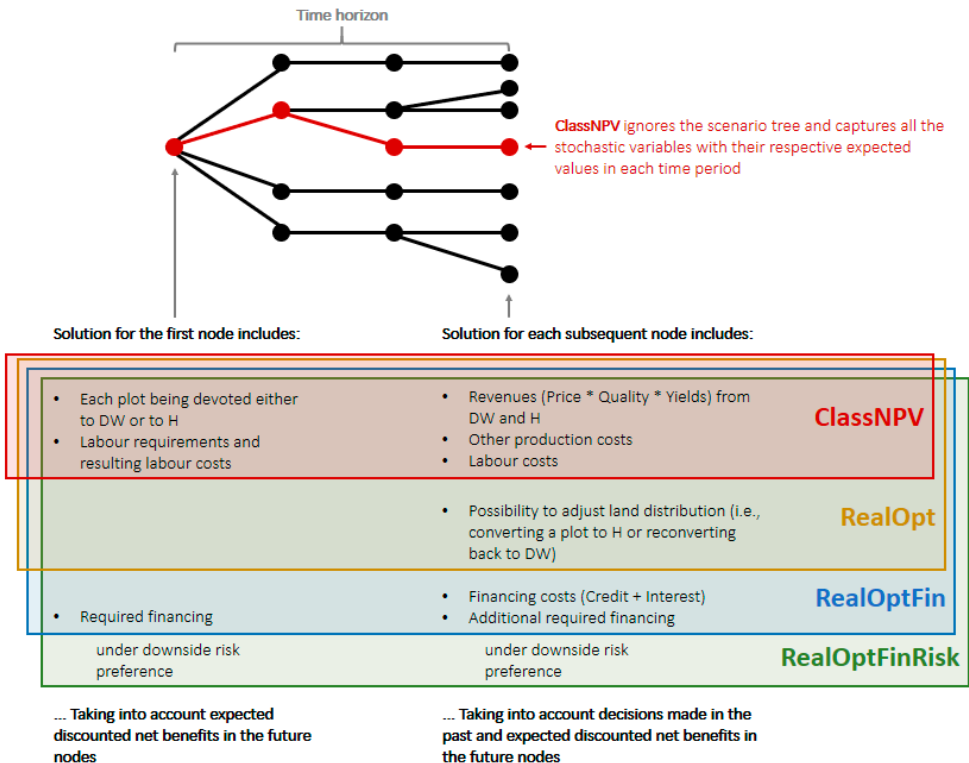 Time horizon
ClassNPV ignores the scenario tree and captures all the
stochastic variables with their respective expected
values in each time period
Solution for the first node includes:
Solution for each subsequent node includes:
• Each plot being devoted either
to DW or to H
• Labour requirements and
resulting labour costs
• Revenues (Price * Quality * Yields) from
DW and H
• Other production costs
• Labour costs
ClassNPV
• Possibility to adjust land distribution (i.e.,
converting a plot to H or reconverting
back to DW)
RealOpt
• Required financing
• Financing costs (Credit + Interest)
• Additional required financing
RealOptFin
under downside risk
preference
under downside risk
preference
RealOptFinRisk
... Taking into account expected
discounted net benefits in the future
nodes
... Taking into account decisions made in the
past and expected discounted net benefits in
the future nodes